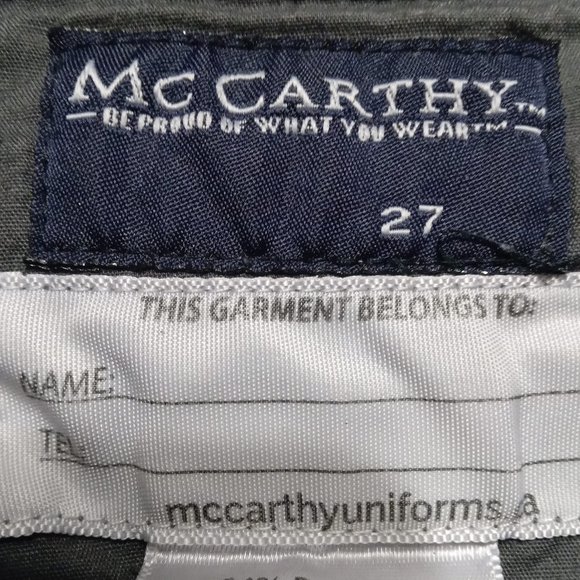 MCCARTHY™
BE PROUD OF WHAT YOU WEAR™
27
THIS GARMENT BELONGS TO:
NAME:
TEL
mccarthyuniforms